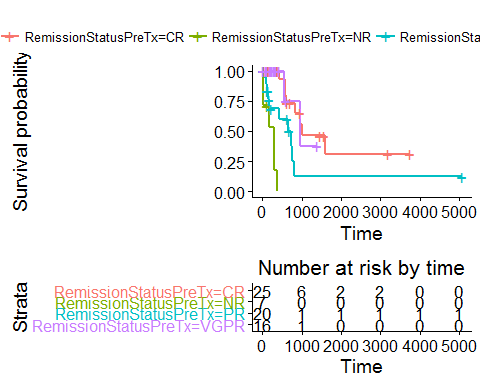 RemissionStatusPreTx=CR RemissionStatusPreTx=NR RemissionSta
Survival probability
1.00
0.75
0.50
0.25
0.00
0 1000 2000 3000 4000 5000
Time
Number at risk by time
Strata
RemissionStatusPreTx=CR 25 6 2 2 0 0
RemissionStatusPreTx=NR 7 0 0 0 0 0
RemissionStatusPreTx=PR 20 1 1 1 1 1
RemissionStatusPreTx=VGPR 16 1 0 0 0 0
0 1000 2000 3000 4000 5000
Time